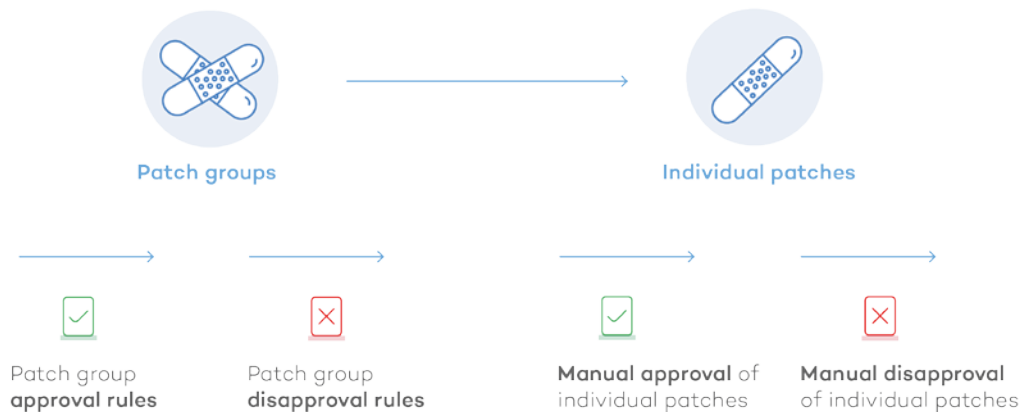 Patch groups
Individual patches
Patch group
approval rules
Patch group
disapproval rules
Manual approval of
individual patches
Manual disapproval
of individual patches